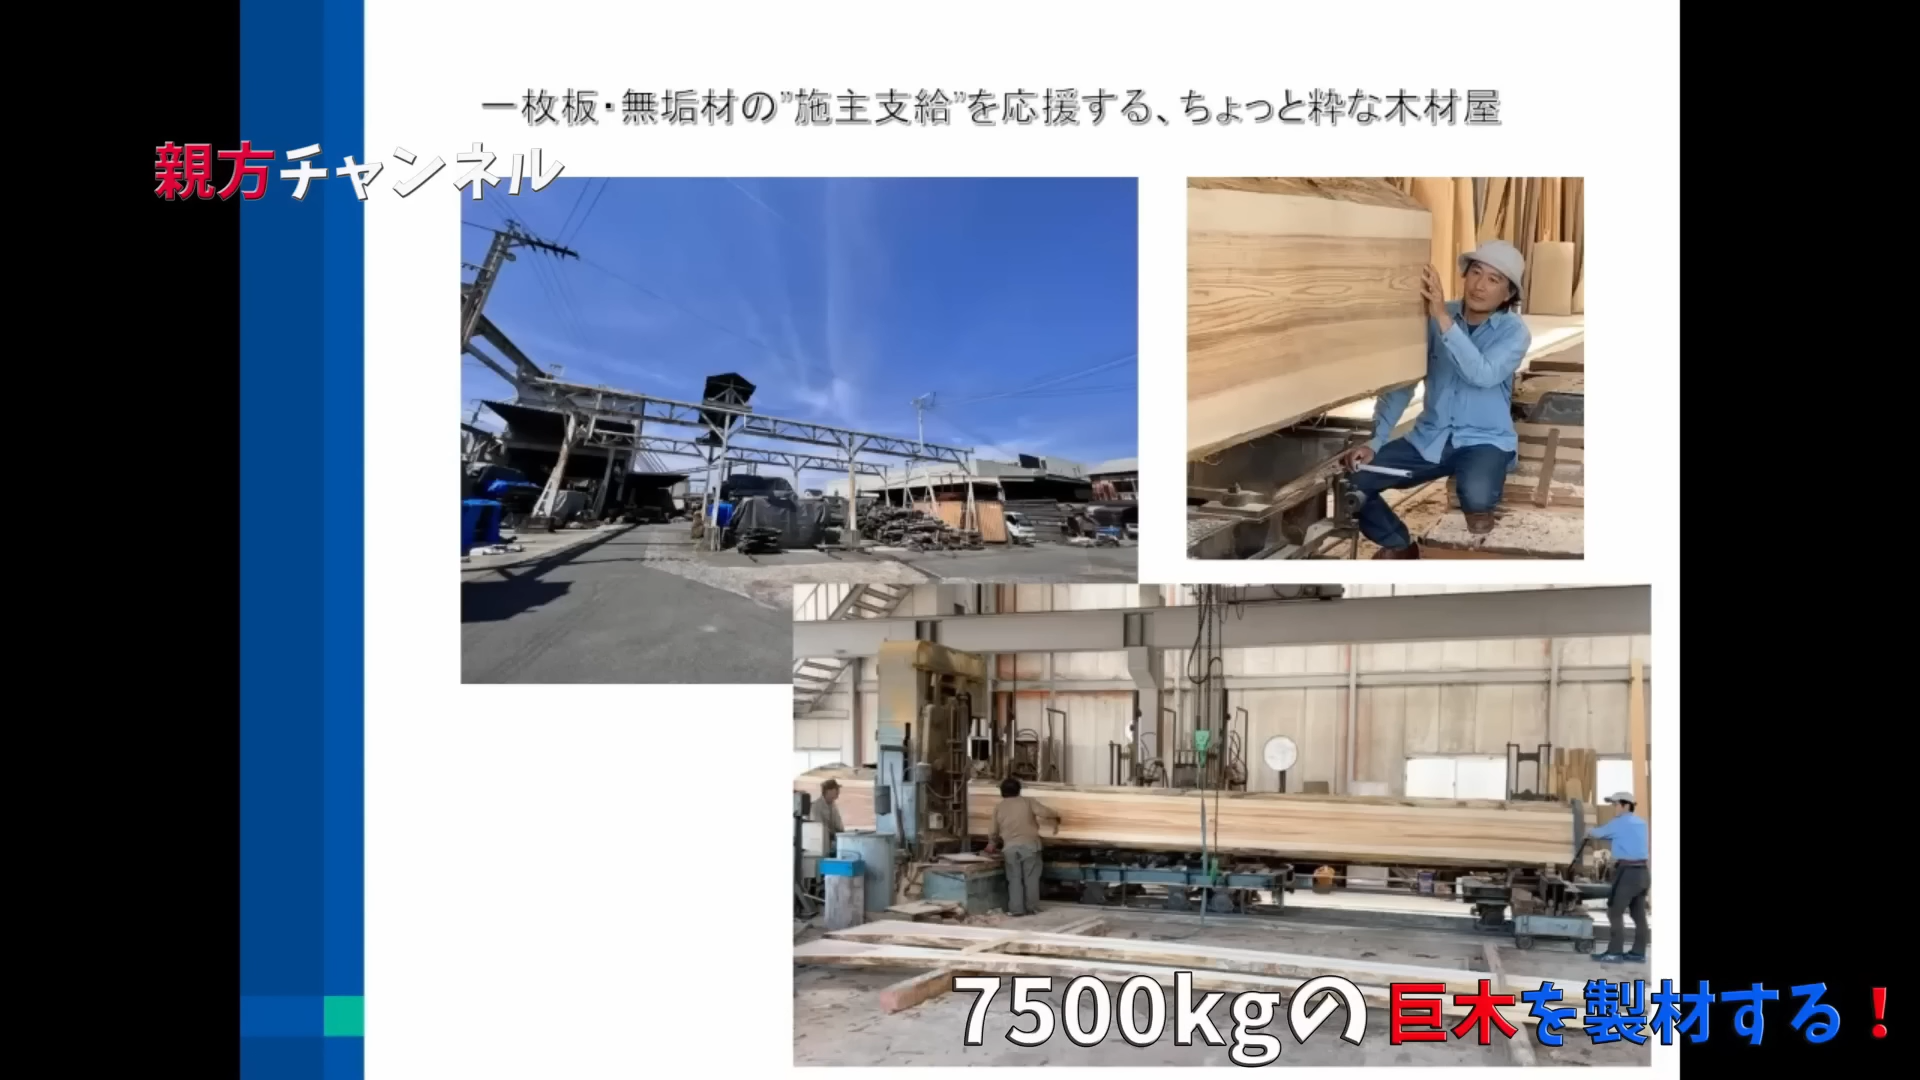 一枚板・無垢材の"施主支給"を応援する、ちょっと粋な木材屋
親方チャンネル
7500kgの巨木を製材する！